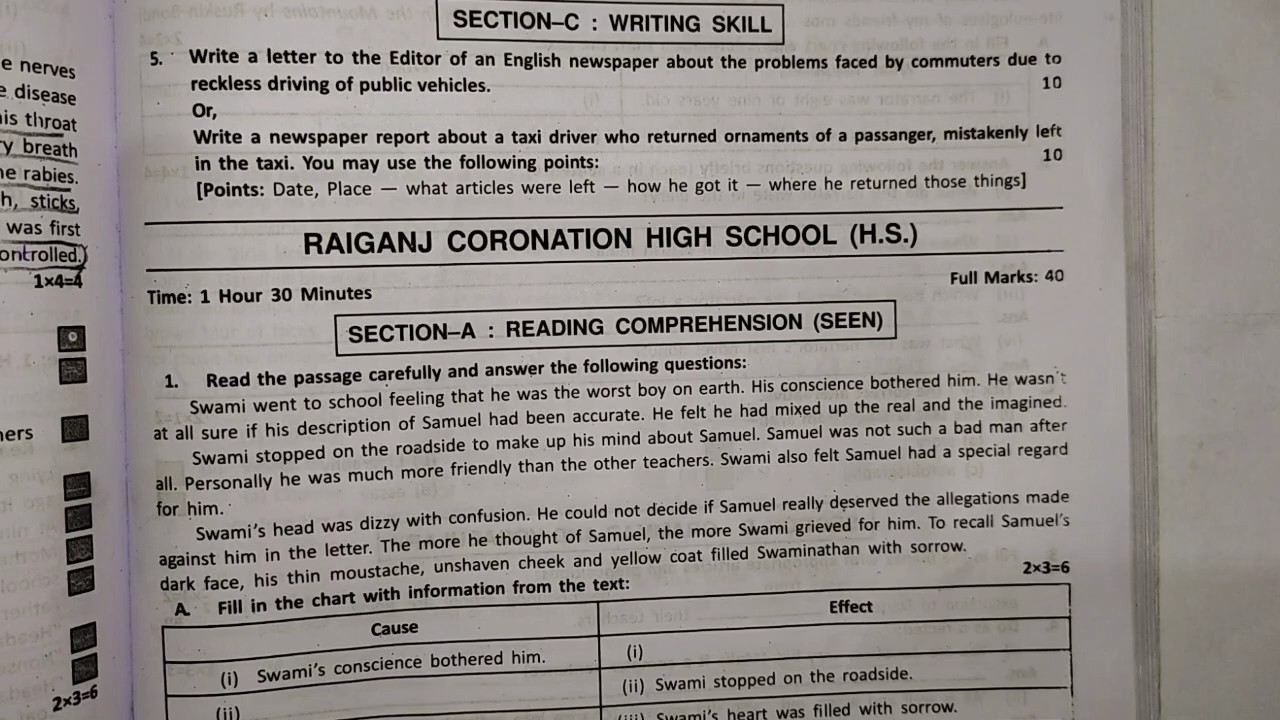 e nerves
e disease
his throat
ry breath
he rabies.
h, sticks,
was first
ontrolled.)
1×4=4
ners
2×3=6
SECTION–C : WRITING SKILL
5. Write a letter to the Editor of an English newspaper about the problems faced by commuters due to
reckless driving of public vehicles. 10
Or,
Write a newspaper report about a taxi driver who returned ornaments of a passanger, mistakenly left
in the taxi. You may use the following points: 10
[Points: Date, Place — what articles were left — how he got it — where he returned those things]
RAIGANJ CORONATION HIGH SCHOOL (H.S.)
Time: 1 Hour 30 Minutes Full Marks: 40
SECTION–A : READING COMPREHENSION (SEEN)
1. Read the passage carefully and answer the following questions:
Swami went to school feeling that he was the worst boy on earth. His conscience bothered him. He wasn't
at all sure if his description of Samuel had been accurate. He felt he had mixed up the real and the imagined.
Swami stopped on the roadside to make up his mind about Samuel. Samuel was not such a bad man after
all. Personally he was much more friendly than the other teachers. Swami also felt Samuel had a special regard
for him.
Swami's head was dizzy with confusion. He could not decide if Samuel really deserved the allegations made
against him in the letter. The more he thought of Samuel, the more Swami grieved for him. To recall Samuel's
dark face, his thin moustache, unshaven cheek and yellow coat filled Swaminathan with sorrow.
A. Fill in the chart with information from the text: 2×3=6
Cause Effect
(i) Swami's conscience bothered him. (i)
(ii) (ii) Swami stopped on the roadside.
(iii) Swami's heart was filled with sorrow.